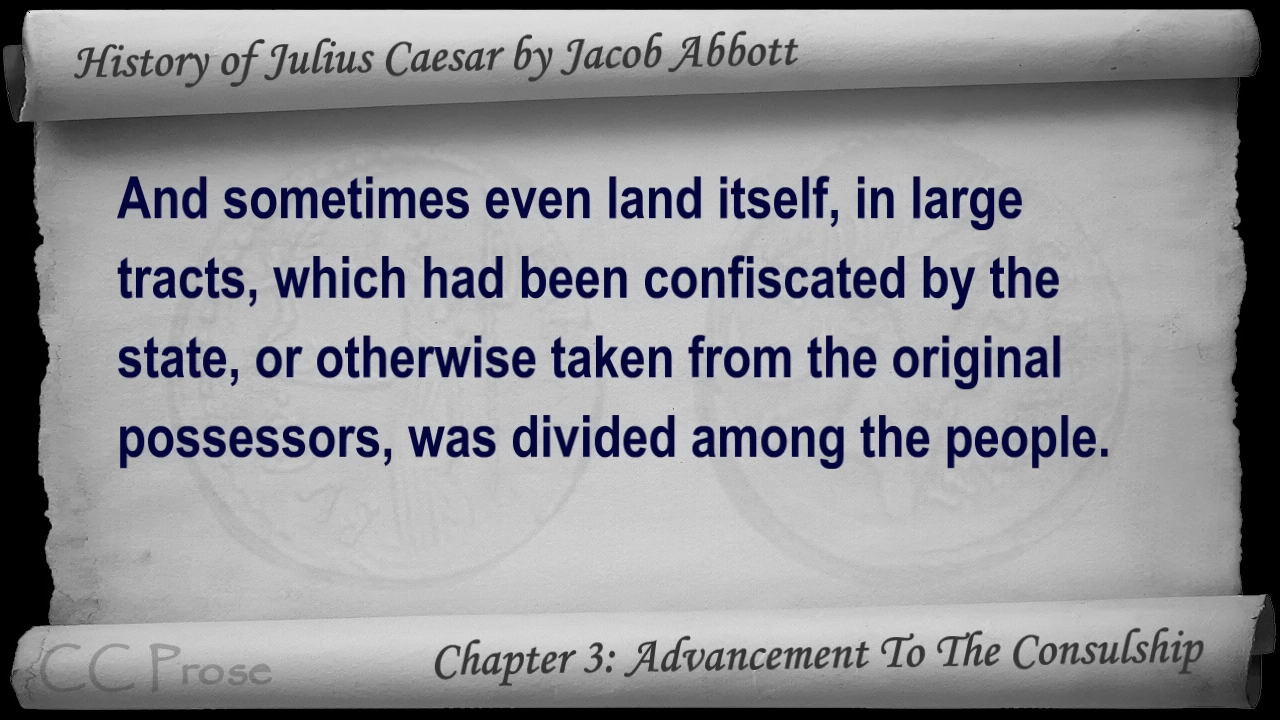 History of Julius Caesar by Jacob Abbott
And sometimes even land itself, in large
tracts, which had been confiscated by the
state, or otherwise taken from the original
possessors, was divided among the people.
CC Prose
Chapter 3: Advancement To The Consulship